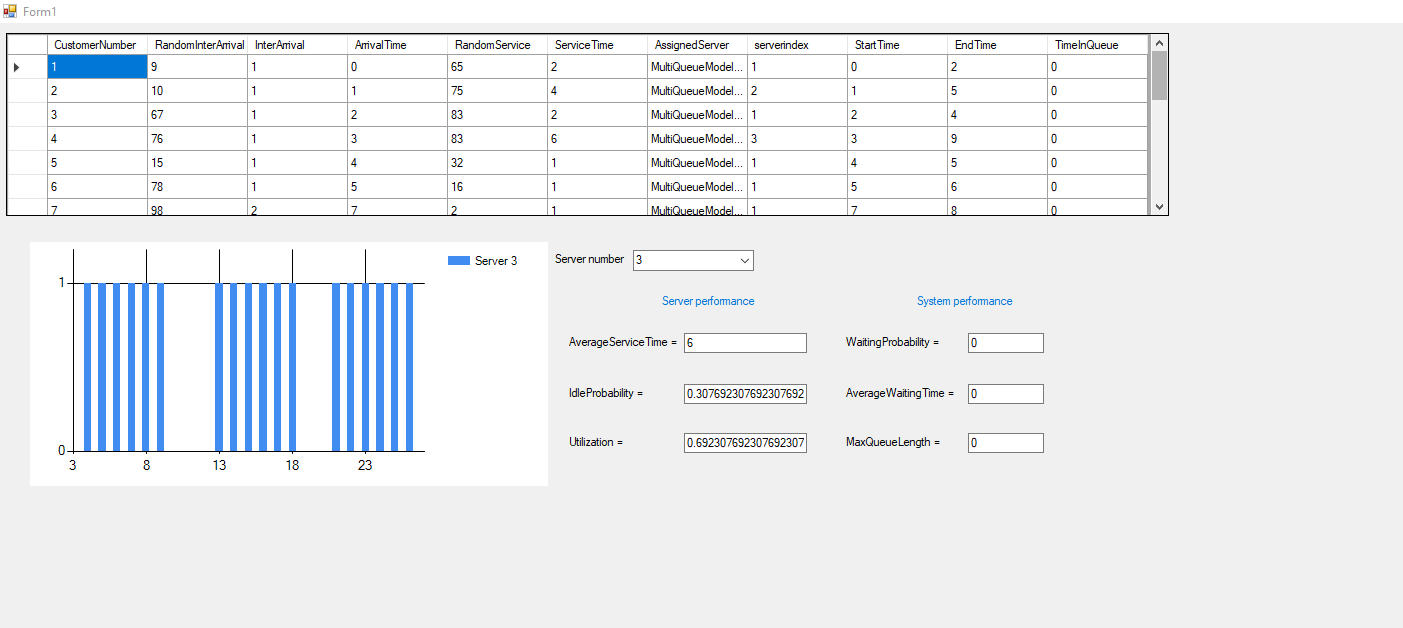 Form1
CustomerNumber RandomInterArrival InterArrival ArrivalTime RandomService ServiceTime AssignedServer serverindex StartTime EndTime TimeInQueue
1 9 1 0 65 2 MultiQueueModel... 1 0 2 0
2 10 1 1 75 4 MultiQueueModel... 2 1 5 0
3 67 1 2 83 2 MultiQueueModel... 1 2 4 0
4 76 1 3 83 6 MultiQueueModel... 3 3 9 0
5 15 1 4 32 1 MultiQueueModel... 1 4 5 0
6 78 1 5 16 1 MultiQueueModel... 1 5 6 0
7 98 2 7 2 1 MultiQueueModel... 1 7 8 0
Server 3
1
0
3 8 13 18 23
Server number 3
Server performance System performance
AverageServiceTime = 6 WaitingProbability = 0
IdleProbability = 0.307692307692307692 AverageWaitingTime = 0
Utilization = 0.692307692307692307 MaxQueueLength = 0